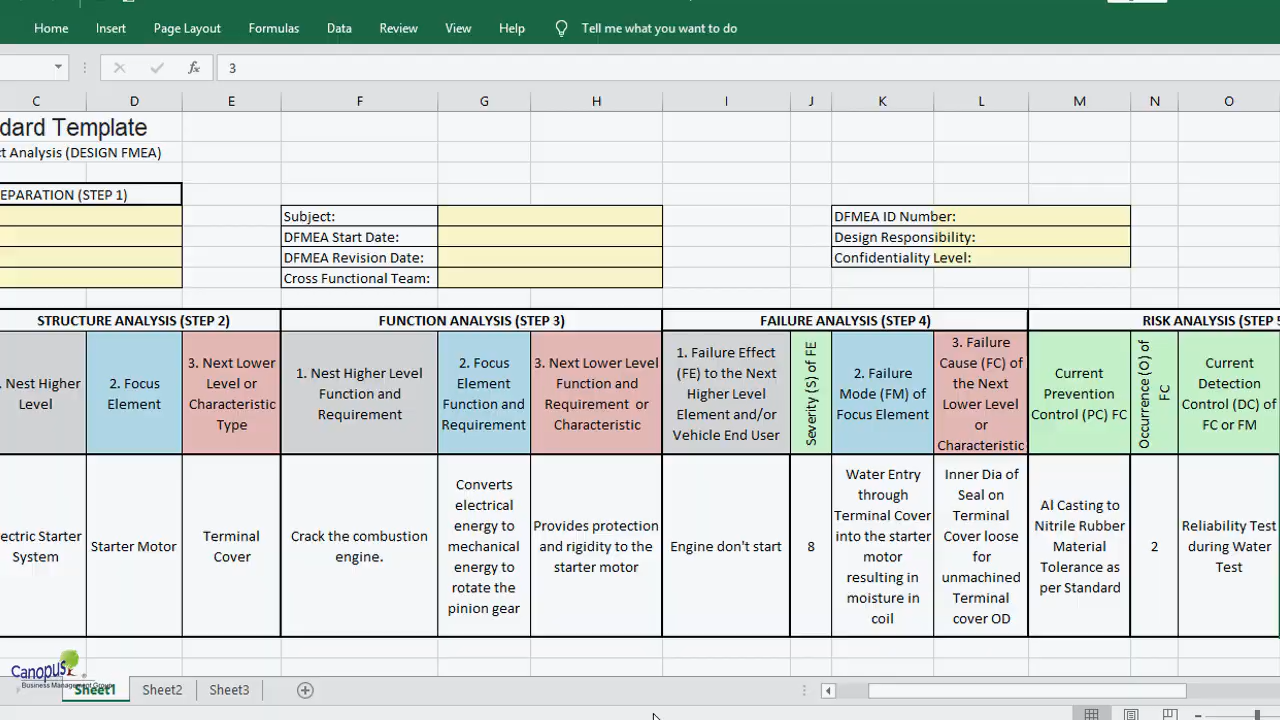 Home Insert Page Layout Formulas Data Review View Help Tell me what you want to do
fx 3
C D E F G H I J K L M N O
dard Template
ct Analysis (DESIGN FMEA)
EPARATION (STEP 1)
Subject:
DFMEA Start Date:
DFMEA Revision Date:
Cross Functional Team:
DFMEA ID Number:
Design Responsibility:
Confidentiality Level:
STRUCTURE ANALYSIS (STEP 2) FUNCTION ANALYSIS (STEP 3) FAILURE ANALYSIS (STEP 4) RISK ANALYSIS (STEP 5
. Nest Higher
Level
2. Focus
Element
3. Next Lower
Level or
Characteristic
Type
1. Nest Higher Level
Function and
Requirement
2. Focus
Element
Function and
Requirement
3. Next Lower Level
Function and
Requirement or
Characteristic
1. Failure Effect
(FE) to the Next
Higher Level
Element and/or
Vehicle End User
Severity (S) of FE
2. Failure
Mode (FM) of
Focus Element
3. Failure
Cause (FC) of
the Next
Lower Level
or
Characteristic
Current
Prevention
Control (PC) FC
Occurrence (O) of
FC
Current
Detection
Control (DC) of
FC or FM
ectric Starter
System
Starter Motor
Terminal
Cover
Crack the combustion
engine.
Converts
electrical
energy to
mechanical
energy to
rotate the
pinion gear
Provides protection
and rigidity to the
starter motor
Engine don't start
8
Water Entry
through
Terminal Cover
into the starter
motor
resulting in
moisture in
coil
Inner Dia of
Seal on
Terminal
Cover loose
for
unmachined
Terminal
cover OD
Al Casting to
Nitrile Rubber
Material
Tolerance as
per Standard
2
Reliability Test
during Water
Test
Canopus
Business Management Group
Sheet1 Sheet2 Sheet3